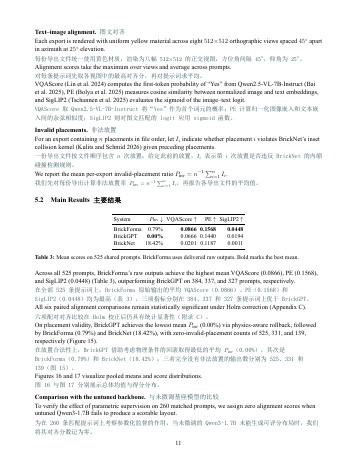 Text–image alignment. 图文对齐
Each export is rendered with uniform yellow material across eight 512×512 orthographic views spaced 45° apart
in azimuth at 25° elevation.
每份导出文件统一使用黄色材质，渲染为八幅 512×512 的正交视图，方位角间隔 45°，仰角为 25°。
Alignment scores take the maximum over views and average across prompts.
对每条提示词先取各视图中的最高对齐分，再对提示词求平均。
VQAScore (Lin et al. 2024) computes the first-token probability of “Yes” from Qwen2.5-VL-7B-Instruct (Bai
et al. 2025), PE (Bolya et al. 2025) measures cosine similarity between normalized image and text embeddings,
and SigLIP2 (Tschannen et al. 2025) evaluates the sigmoid of the image–text logit.
VQAScore 取 Qwen2.5-VL-7B-Instruct 将“Yes”作为首个词元的概率；PE 计算归一化图像嵌入和文本嵌
入间的余弦相似度；SigLIP2 则对图文匹配的 logit 应用 sigmoid 函数。
Invalid placements. 非法放置
For an export containing n placements in file order, let Iᵢ indicate whether placement i violates BrickNet's inset
collision kernel (Kulits and Schmid 2026) given preceding placements.
一份导出文件按文件顺序包含 n 次放置；给定此前的放置，Iᵢ 表示第 i 次放置是否违反 BrickNet 的内缩
碰撞检测规则。
We report the mean per-export invalid-placement ratio P_inv = n⁻¹ ∑ⁿᵢ₌₁ Iᵢ.
我们先对每份导出计算非法放置率 P_inv = n⁻¹ ∑ⁿᵢ₌₁ Iᵢ，再报告各导出文件的平均值。
5.2 Main Results 主要结果
System P_inv ↓ VQAScore ↑ PE ↑ SigLIP2 ↑
BrickForma 0.79% 0.0866 0.1568 0.0448
BrickGPT 0.00% 0.0666 0.1440 0.0194
BrickNet 18.42% 0.0201 0.1187 0.0011
Table 3: Mean scores on 525 shared prompts. BrickForma uses delivered raw outputs. Bold marks the best mean.
Across all 525 prompts, BrickForma's raw outputs achieve the highest mean VQAScore (0.0866), PE (0.1568),
and SigLIP2 (0.0448) (Table 3), outperforming BrickGPT on 384, 337, and 327 prompts, respectively.
在全部 525 条提示词上，BrickForma 原始输出的平均 VQAScore（0.0866）、PE（0.1568）和
SigLIP2（0.0448）均为最高（表 3），三项指标分别在 384、337 和 327 条提示词上优于 BrickGPT。
All six paired alignment comparisons remain statistically significant under Holm correction (Appendix C).
六项配对对齐比较在 Holm 校正后仍具有统计显著性（附录 C）。
On placement validity, BrickGPT achieves the lowest mean P_inv (0.00%) via physics-aware rollback, followed
by BrickForma (0.79%) and BrickNet (18.42%), with zero-invalid-placement counts of 525, 331, and 139,
respectively (Figure 15).
在放置合法性上，BrickGPT 借助考虑物理条件的回滚取得最低的平均 P_inv（0.00%），其次是
BrickForma（0.79%）和 BrickNet（18.42%）；三者完全没有非法放置的输出数分别为 525、331 和
139（图 15）。
Figures 16 and 17 visualize pooled means and score distributions.
图 16 与图 17 分别展示总体均值与得分分布。
Comparison with the untuned backbone. 与未微调基座模型的比较
To verify the effect of parametric supervision on 260 matched prompts, we assign zero alignment scores when
untuned Qwen3-1.7B fails to produce a scorable layout.
为在 260 条匹配提示词上考察参数化监督的作用，当未微调的 Qwen3-1.7B 未能生成可评分布局时，我们
将其对齐分数记为零。
11